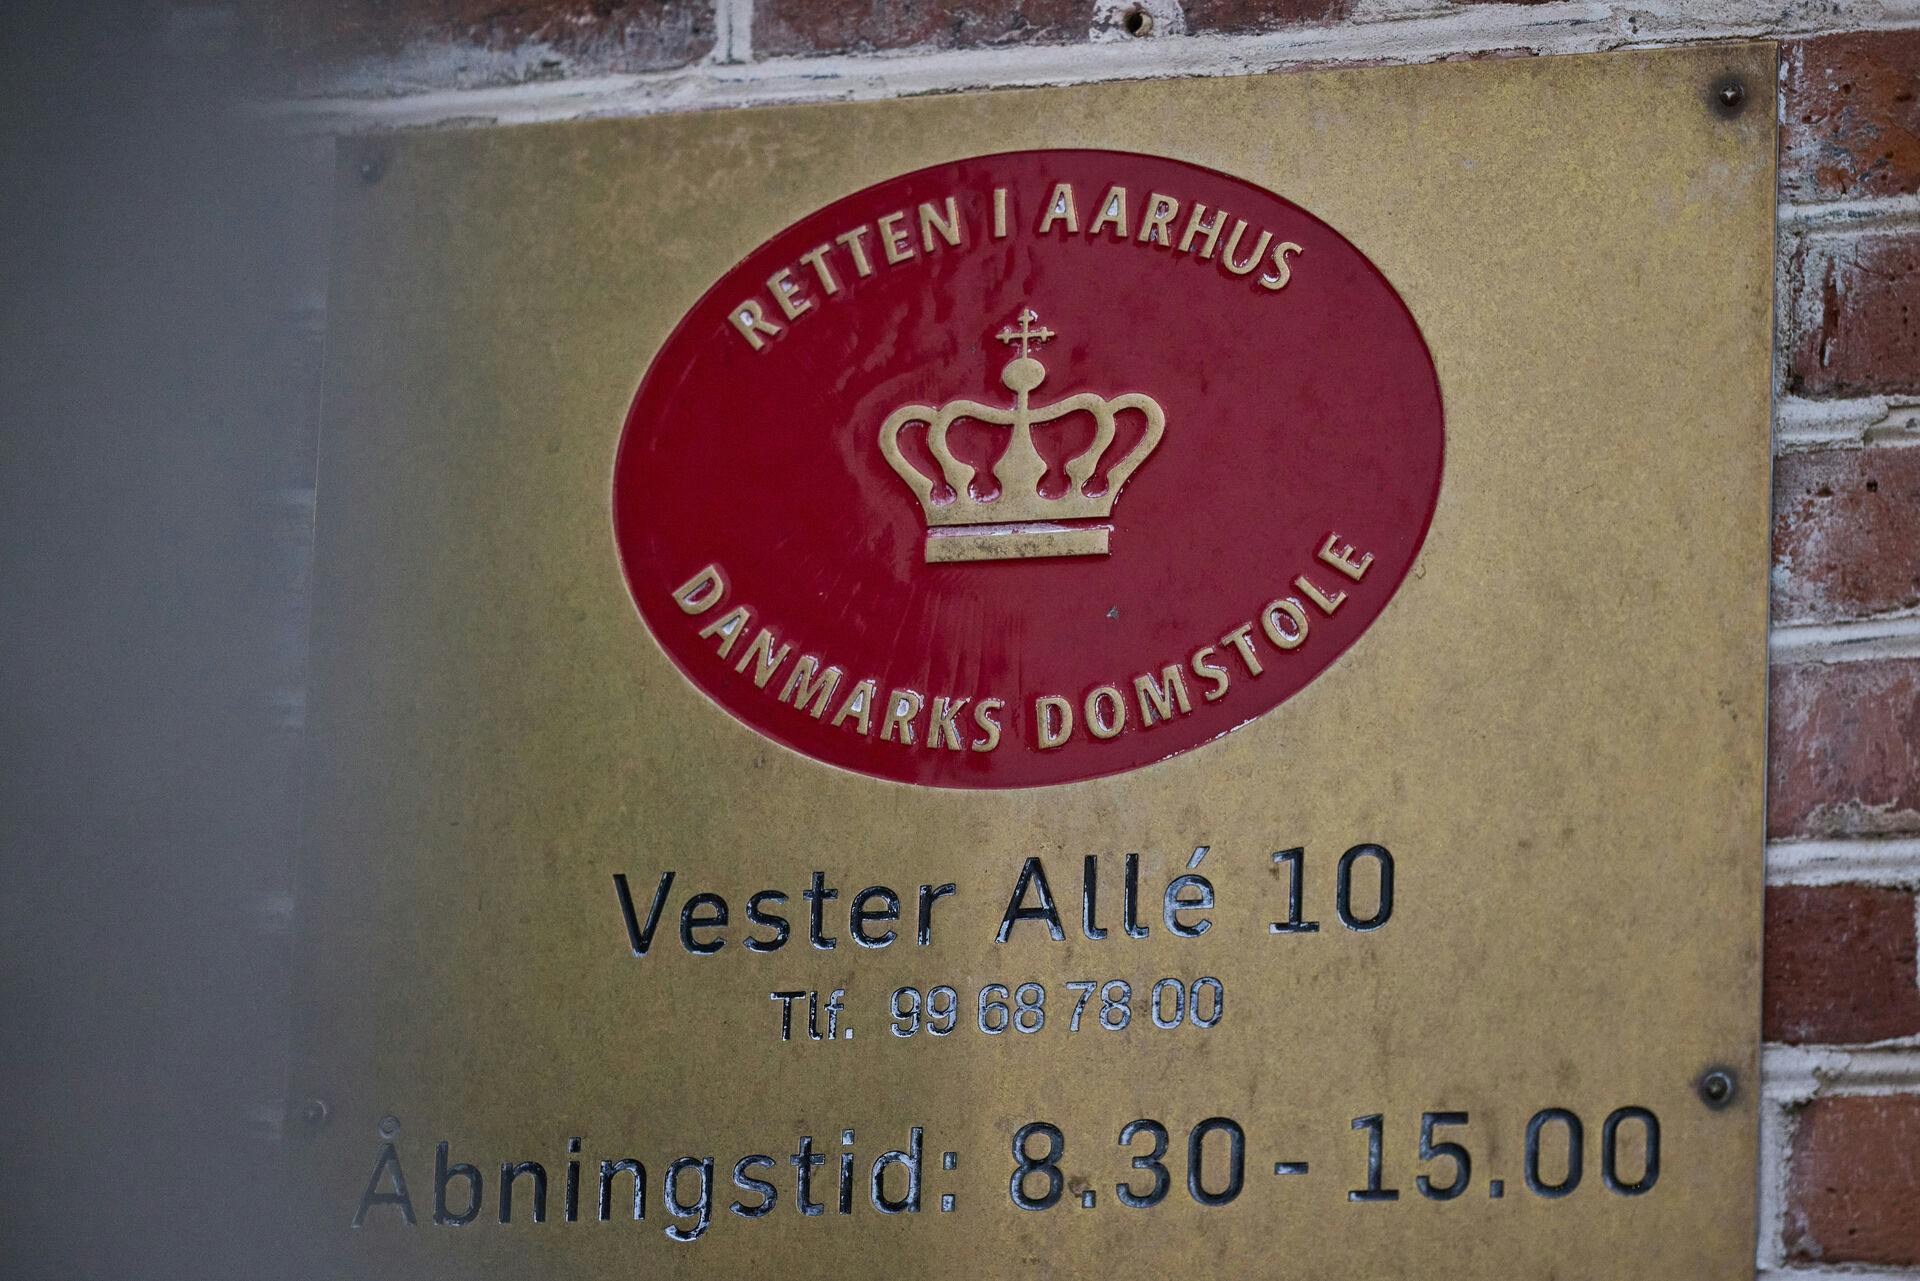 RETTEN I AARHUS
DANMARKS DOMSTOLE
Vester Allé 10
Tlf. 99 68 78 00
Åbningstid: 8.30 - 15.00